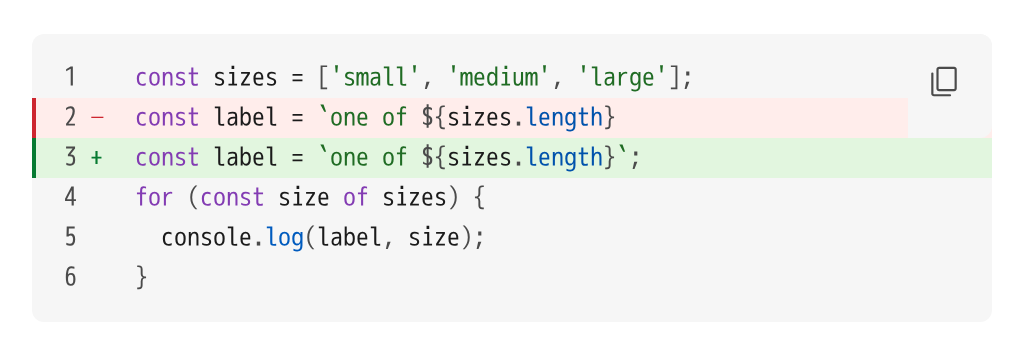 1 const sizes = ['small', 'medium', 'large'];
2 − const label = `one of ${sizes.length}
3 + const label = `one of ${sizes.length}`;
4 for (const size of sizes) {
5   console.log(label, size);
6 }